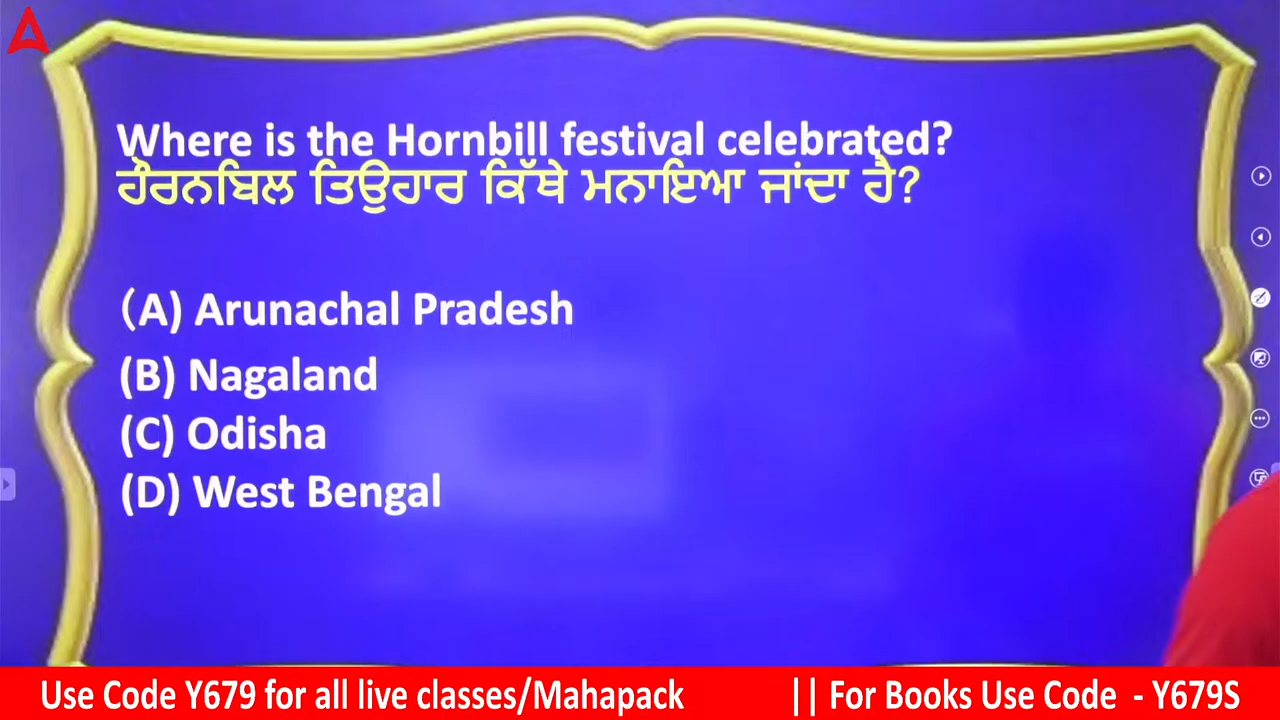 Where is the Hornbill festival celebrated?
ਹੌਰਨਬਿਲ ਤਿਉਹਾਰ ਕਿੱਥੇ ਮਨਾਇਆ ਜਾਂਦਾ ਹੈ?
(A) Arunachal Pradesh
(B) Nagaland
(C) Odisha
(D) West Bengal
Use Code Y679 for all live classes/Mahapack || For Books Use Code - Y679S